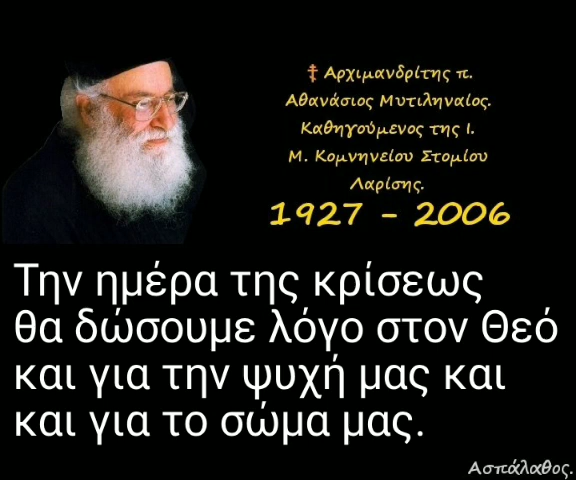 ☦ Αρχιμανδρίτης π.
Αθανάσιος Μυτιληναίος.
Καθηγούμενος της Ι.
Μ. Κομνηνείου Στομίου
Λαρίσης.
1927 - 2006
Την ημέρα της κρίσεως
θα δώσουμε λόγο στον Θεό
και για την ψυχή μας και
και για το σώμα μας.
Ασπάλαθος.